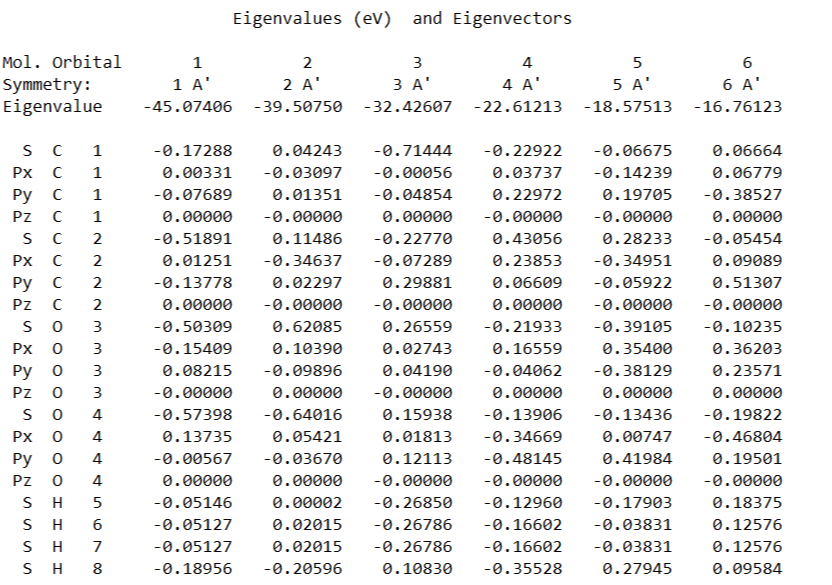 Eigenvalues (eV) and Eigenvectors
Mol. Orbital 1 2 3 4 5 6
Symmetry: 1 A' 2 A' 3 A' 4 A' 5 A' 6 A'
Eigenvalue -45.07406 -39.50750 -32.42607 -22.61213 -18.57513 -16.76123
S C 1 -0.17288 0.04243 -0.71444 -0.22922 -0.06675 0.06664
Px C 1 0.00331 -0.03097 -0.00056 0.03737 -0.14239 0.06779
Py C 1 -0.07689 0.01351 -0.04854 0.22972 0.19705 -0.38527
Pz C 1 0.00000 -0.00000 0.00000 -0.00000 -0.00000 0.00000
S C 2 -0.51891 0.11486 -0.22770 0.43056 0.28233 -0.05454
Px C 2 0.01251 -0.34637 -0.07289 0.23853 -0.34951 0.09089
Py C 2 -0.13778 0.02297 0.29881 0.06609 -0.05922 0.51307
Pz C 2 0.00000 -0.00000 -0.00000 0.00000 -0.00000 -0.00000
S O 3 -0.50309 0.62085 0.26559 -0.21933 -0.39105 -0.10235
Px O 3 -0.15409 0.10390 0.02743 0.16559 0.35400 0.36203
Py O 3 0.08215 -0.09896 0.04190 -0.04062 -0.38129 0.23571
Pz O 3 -0.00000 0.00000 -0.00000 0.00000 0.00000 0.00000
S O 4 -0.57398 -0.64016 0.15938 -0.13906 -0.13436 -0.19822
Px O 4 0.13735 0.05421 0.01813 -0.34669 0.00747 -0.46804
Py O 4 -0.00567 -0.03670 0.12113 -0.48145 0.41984 0.19501
Pz O 4 0.00000 0.00000 -0.00000 -0.00000 -0.00000 -0.00000
S H 5 -0.05146 0.00002 -0.26850 -0.12960 -0.17903 0.18375
S H 6 -0.05127 0.02015 -0.26786 -0.16602 -0.03831 0.12576
S H 7 -0.05127 0.02015 -0.26786 -0.16602 -0.03831 0.12576
S H 8 -0.18956 -0.20596 0.10830 -0.35528 0.27945 0.09584